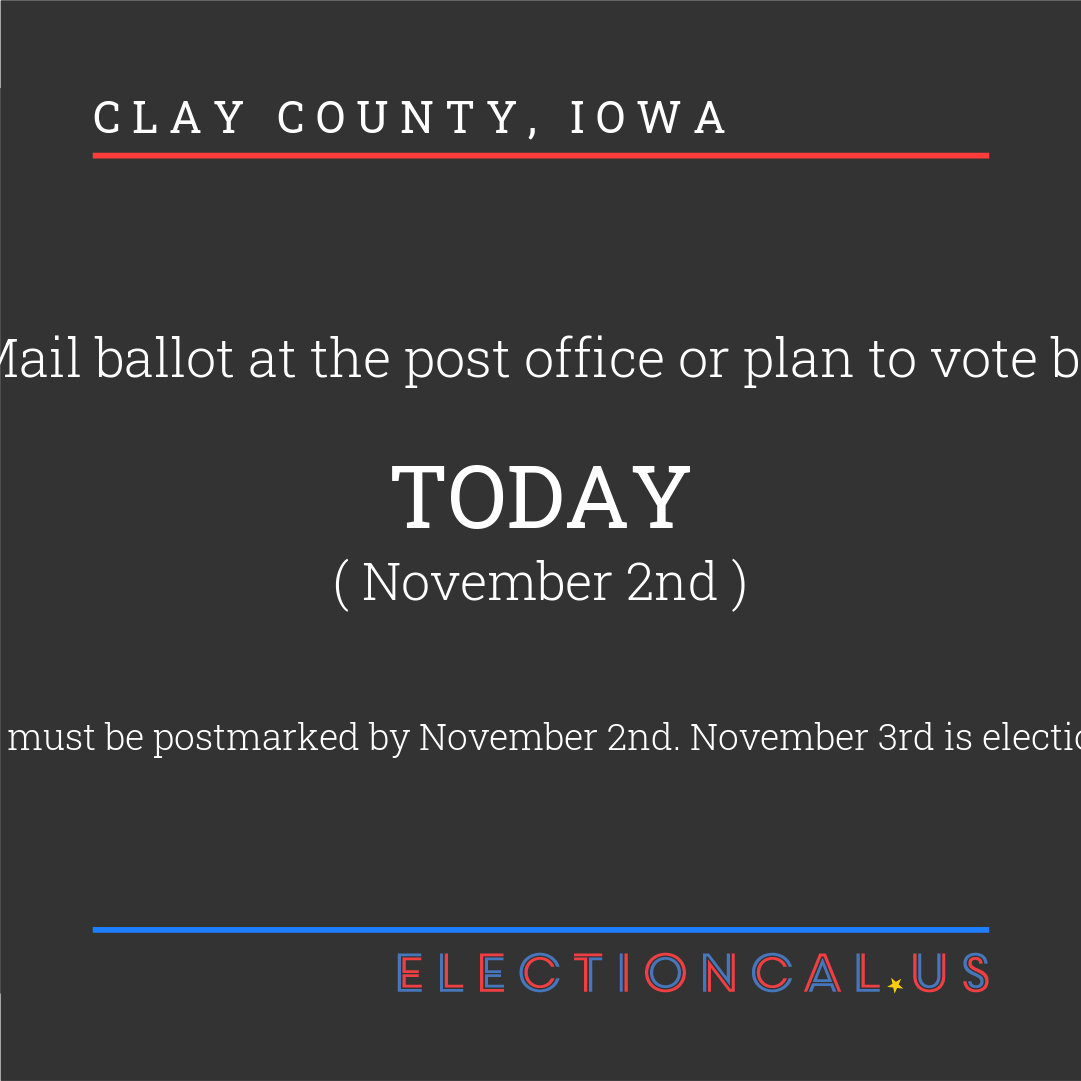 CLAY COUNTY, IOWA
Mail ballot at the post office or plan to vote b
TODAY
( November 2nd )
must be postmarked by November 2nd. November 3rd is electio
ELECTIONCAL.US